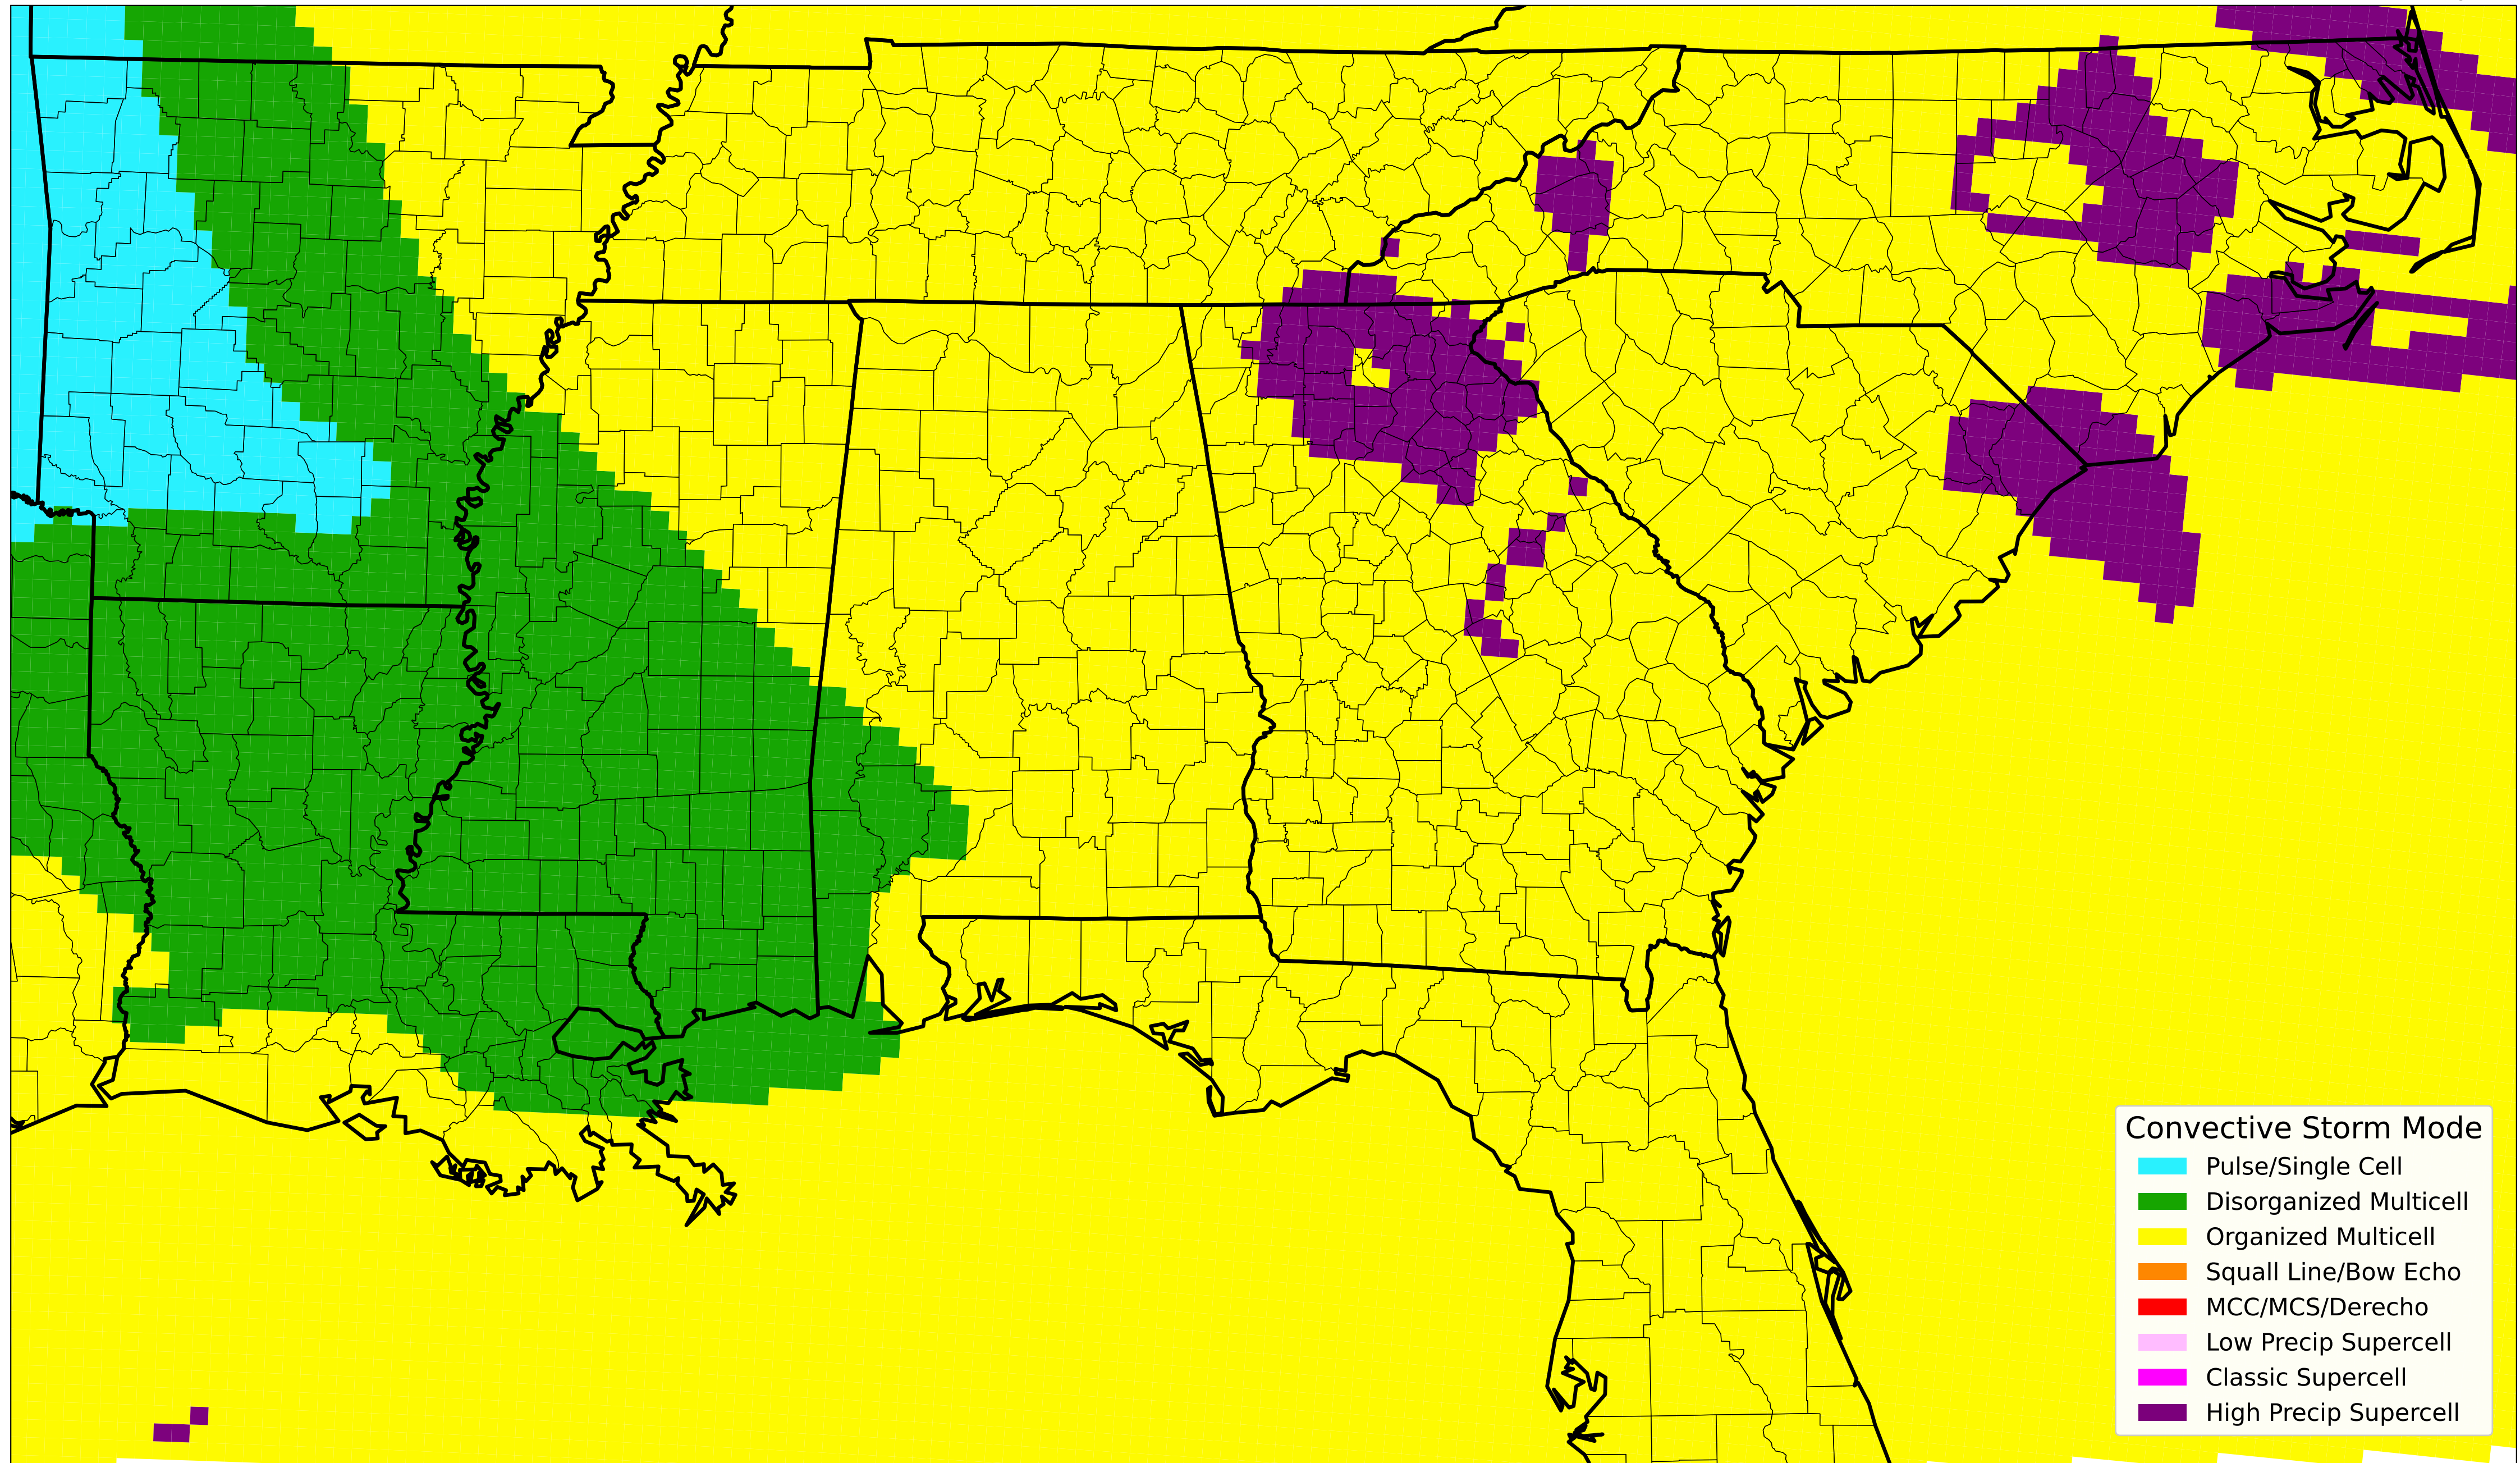 Convective Storm Mode
Pulse/Single Cell
Disorganized Multicell
Organized Multicell
Squall Line/Bow Echo
MCC/MCS/Derecho
Low Precip Supercell
Classic Supercell
High Precip Supercell